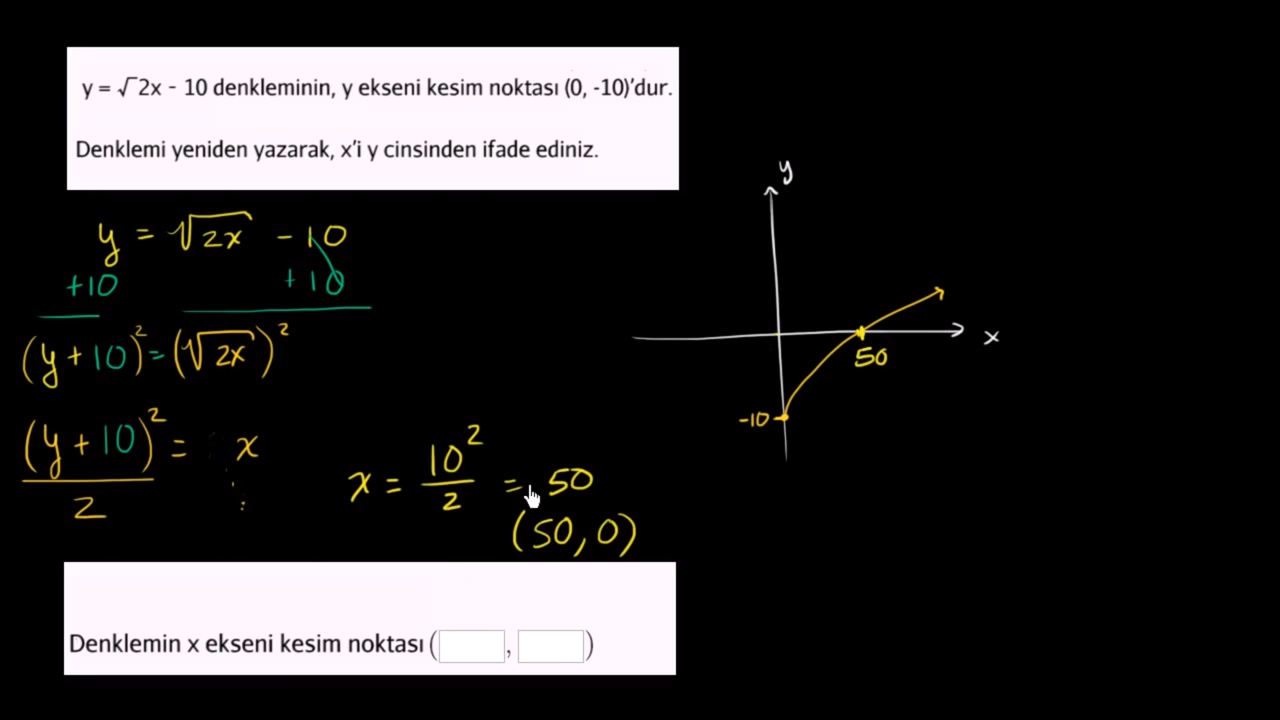 y = √2x - 10 denkleminin, y ekseni kesim noktası (0, -10)'dur.
Denklemi yeniden yazarak, x'i y cinsinden ifade ediniz.
y = √2x - 10
+10 +10
(y + 10)² = (√2x)²
(y + 10)² / 2 = x
x = 10² / 2 = 50
(50, 0)
y
x
50
-10
Denklemin x ekseni kesim noktası ( , )